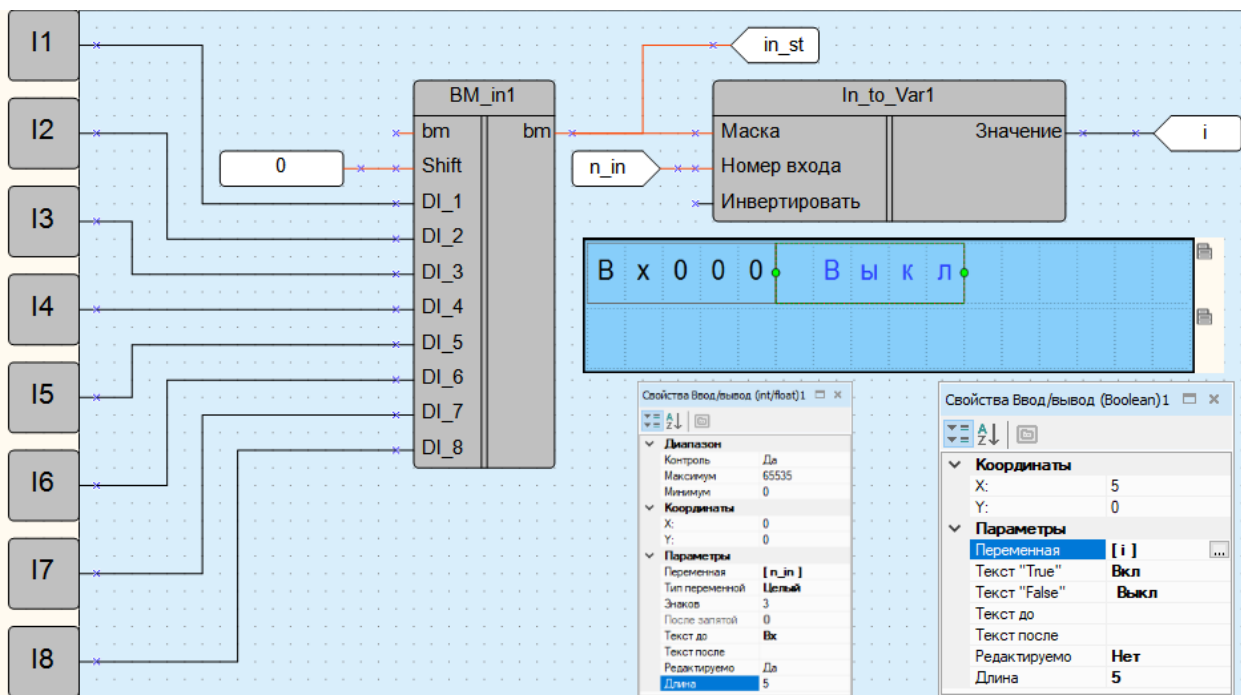 I1
I2
I3
I4
I5
I6
I7
I8
0
BM_in1
bm bm
Shift
DI_1
DI_2
DI_3
DI_4
DI_5
DI_6
DI_7
DI_8
in_st
n_in
In_to_Var1
Маска Значение
Номер входа
Инвертировать
i
Вх000 Выкл
Свойства Ввод/вывод (int/float)1
Диапазон
Контроль Да
Максимум 65535
Минимум 0
Координаты
X: 0
Y: 0
Параметры
Переменная [ n_in ]
Тип переменной Целый
Знаков 3
После запятой 0
Текст до Вх
Текст после
Редактируемо Да
Длина 5
Свойства Ввод/вывод (Boolean)1
Координаты
X: 5
Y: 0
Параметры
Переменная [ i ] ...
Текст "True" Вкл
Текст "False" Выкл
Текст до
Текст после
Редактируемо Нет
Длина 5